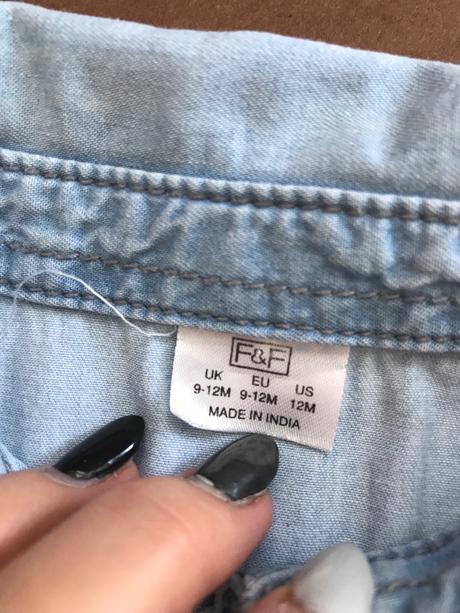 F&F
UK EU US
9-12M 9-12M 12M
MADE IN INDIA